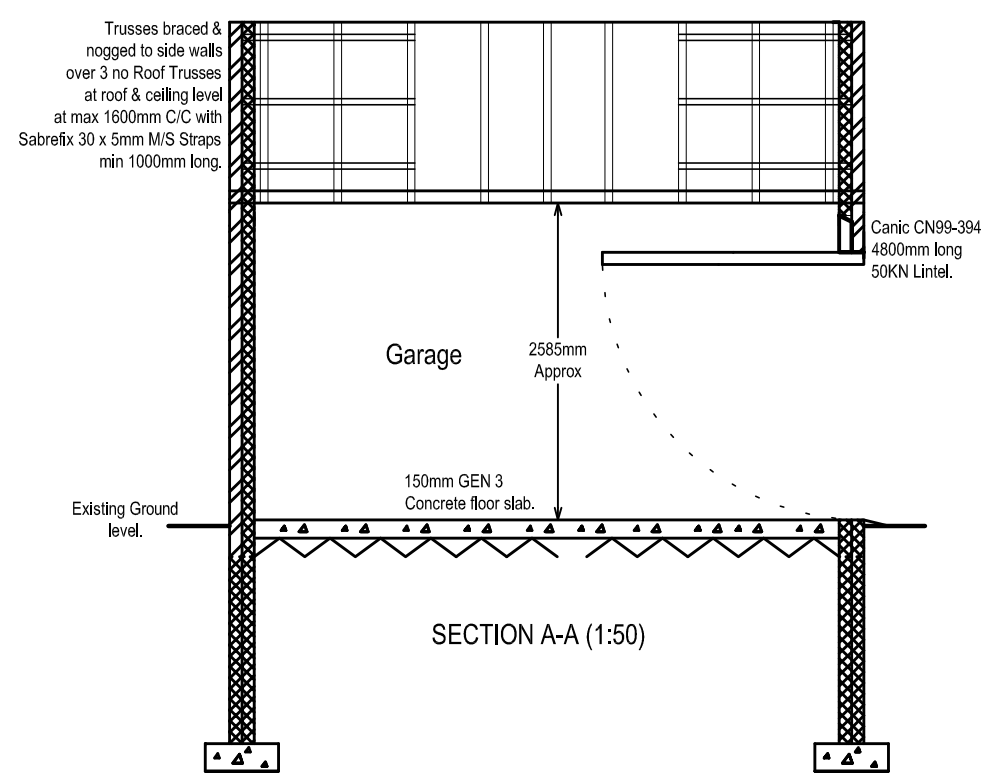 Trusses braced &
nogged to side walls
over 3 no Roof Trusses
at roof & ceiling level
at max 1600mm C/C with
Sabrefix 30 x 5mm M/S Straps
min 1000mm long.
Canic CN99-394
4800mm long
50KN Lintel.
Garage
2585mm
Approx
150mm GEN 3
Concrete floor slab.
Existing Ground
level.
SECTION A-A (1:50)